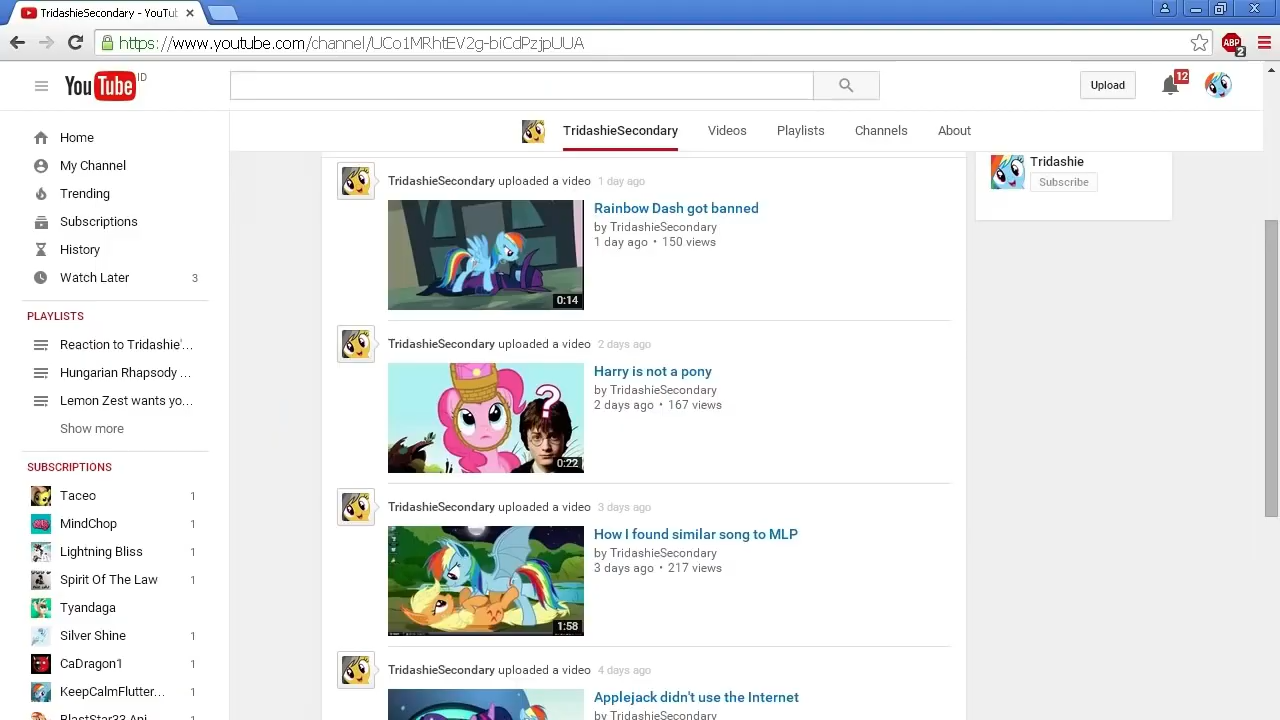 TridashieSecondary - YouTub
https://www.youtube.com/channel/UCo1MRhtEV2g-biCdPzjpUUA
ABP
2
YouTube ID
Upload
12
TridashieSecondary
Videos
Playlists
Channels
About
Home
My Channel
Trending
Subscriptions
History
Watch Later 3
PLAYLISTS
Reaction to Tridashie'...
Hungarian Rhapsody ...
Lemon Zest wants yo...
Show more
SUBSCRIPTIONS
Taceo 1
MindChop 1
Lightning Bliss 1
Spirit Of The Law 1
Tyandaga
Silver Shine 1
CaDragon1 1
KeepCalmFlutter... 1
BlastStar33 Ani...
TridashieSecondary uploaded a video 1 day ago
Rainbow Dash got banned
by TridashieSecondary
1 day ago • 150 views
0:14
TridashieSecondary uploaded a video 2 days ago
Harry is not a pony
by TridashieSecondary
2 days ago • 167 views
?
0:22
TridashieSecondary uploaded a video 3 days ago
How I found similar song to MLP
by TridashieSecondary
3 days ago • 217 views
1:58
TridashieSecondary uploaded a video 4 days ago
Applejack didn't use the Internet
by TridashieSecondary
Tridashie
Subscribe